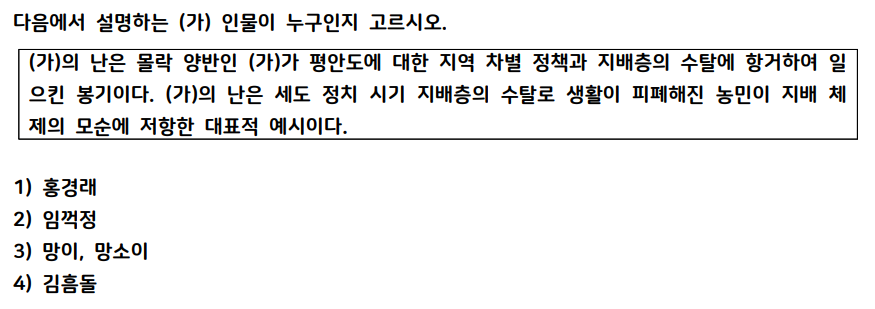 다음에서 설명하는 (가) 인물이 누구인지 고르시오.
(가)의 난은 몰락 양반인 (가)가 평안도에 대한 지역 차별 정책과 지배층의 수탈에 항거하여 일
으킨 봉기이다. (가)의 난은 세도 정치 시기 지배층의 수탈로 생활이 피폐해진 농민이 지배 체
제의 모순에 저항한 대표적 예시이다.
1) 홍경래
2) 임꺽정
3) 망이, 망소이
4) 김흠돌